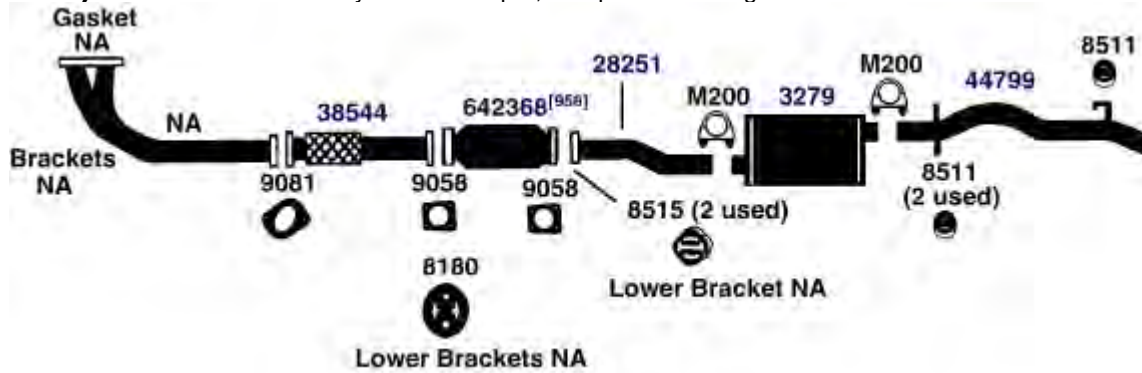 Gasket
NA
NA
Brackets
NA
38544
9081
642368[958]
9058
9058
8180
Lower Brackets NA
28251
8515 (2 used)
Lower Bracket NA
M200
3279
M200
44799
8511
(2 used)
8511